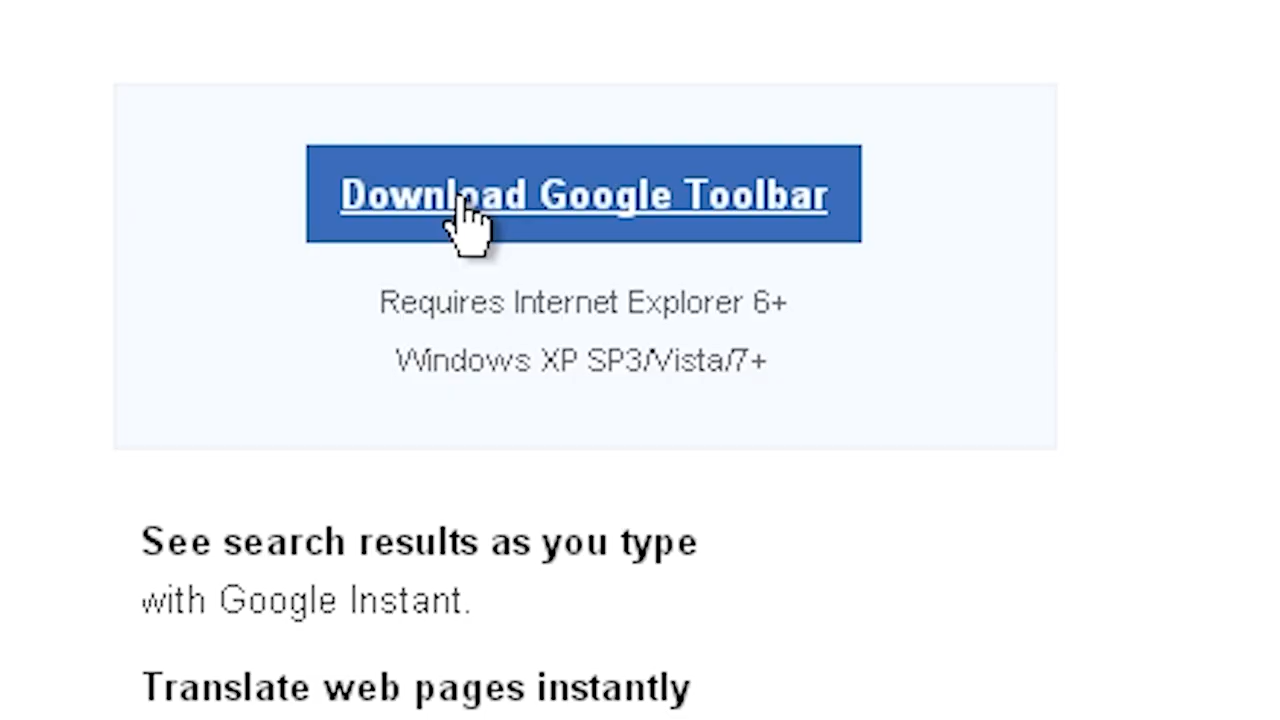 Download Google Toolbar
Requires Internet Explorer 6+
Windows XP SP3/Vista/7+
See search results as you type
with Google Instant.
Translate web pages instantly